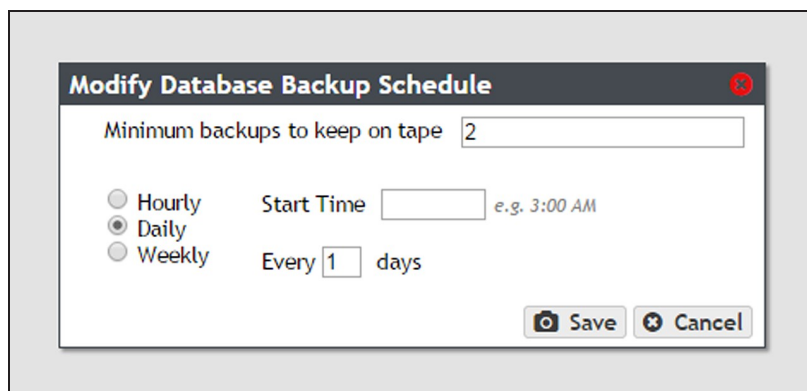 Modify Database Backup Schedule
Minimum backups to keep on tape 2
Hourly
Start Time e.g. 3:00 AM
Daily
Weekly
Every 1 days
Save Cancel